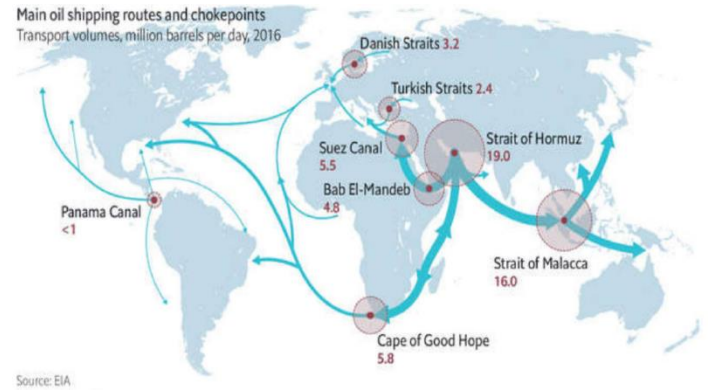 Main oil shipping routes and chokepoints
Transport volumes, million barrels per day, 2016
Danish Straits 3.2
Turkish Straits 2.4
Suez Canal
5.5
Strait of Hormuz
19.0
Bab El-Mandeb
4.8
Panama Canal
<1
Strait of Malacca
16.0
Cape of Good Hope
5.8
Source: EIA